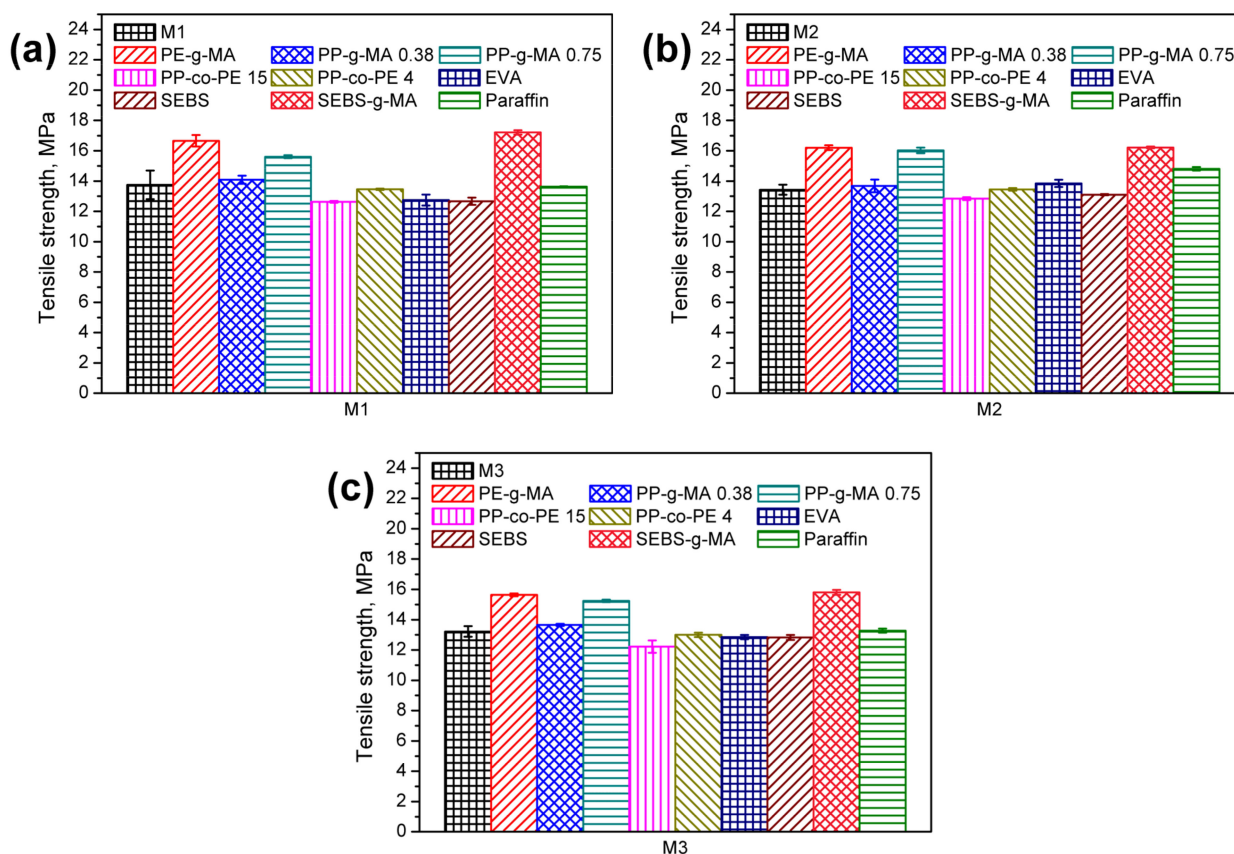 (a)
Tensile strength, MPa
24
22
20
18
16
14
12
10
8
6
4
2
0
M1
PE-g-MA PP-g-MA 0.38 PP-g-MA 0.75
PP-co-PE 15 PP-co-PE 4 EVA
SEBS SEBS-g-MA Paraffin
M1
(b)
Tensile strength, MPa
24
22
20
18
16
14
12
10
8
6
4
2
0
M2
PE-g-MA PP-g-MA 0.38 PP-g-MA 0.75
PP-co-PE 15 PP-co-PE 4 EVA
SEBS SEBS-g-MA Paraffin
M2
(c)
Tensile strength, MPa
24
22
20
18
16
14
12
10
8
6
4
2
0
M3
PE-g-MA PP-g-MA 0.38 PP-g-MA 0.75
PP-co-PE 15 PP-co-PE 4 EVA
SEBS SEBS-g-MA Paraffin
M3